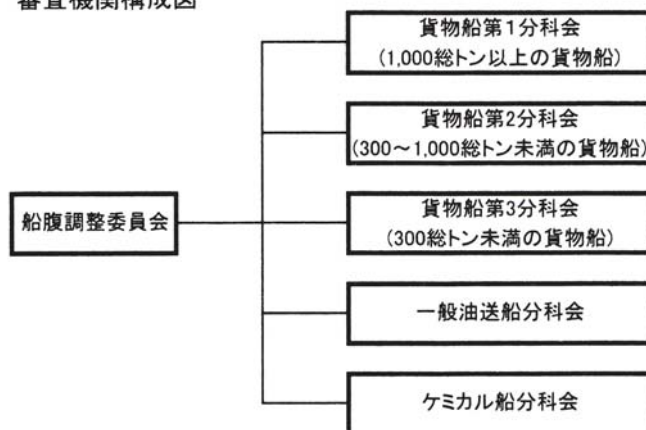 審査機関構成図
貨物船第1分科会
(1,000総トン以上の貨物船)
貨物船第2分科会
(300～1,000総トン未満の貨物船)
船腹調整委員会
貨物船第3分科会
(300総トン未満の貨物船)
一般油送船分科会
ケミカル船分科会